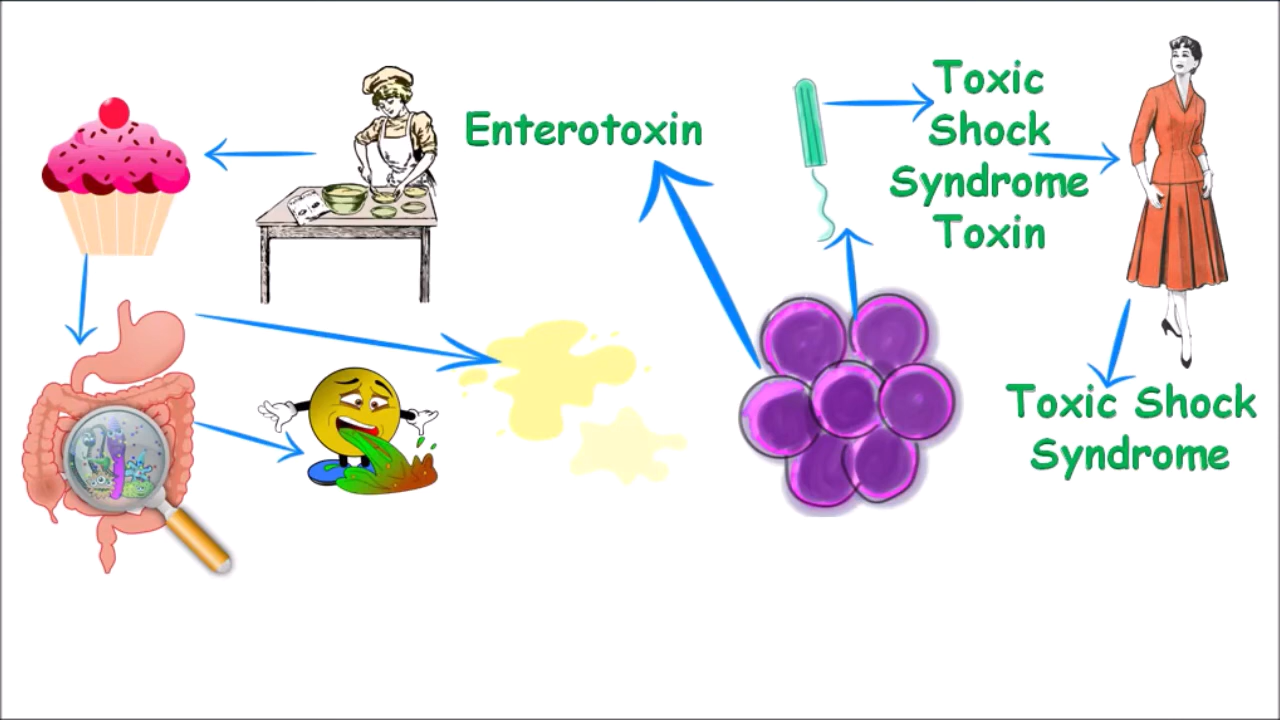 Enterotoxin
Toxic
Shock
Syndrome
Toxin
Toxic Shock
Syndrome